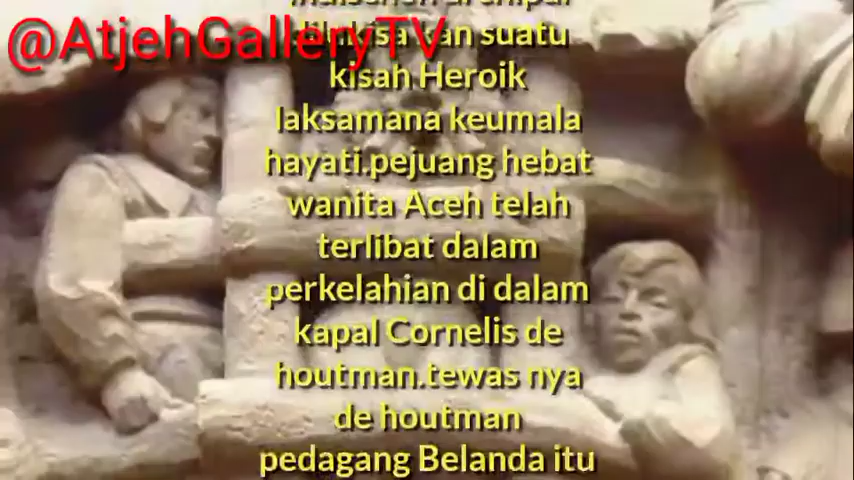 @AtjehGalleryTV
suatu
kisah Heroik
laksamana keumala
hayati.pejuang hebat
wanita Aceh telah
terlibat dalam
perkelahian di dalam
kapal Cornelis de
houtman.tewas nya
de houtman
pedagang Belanda itu